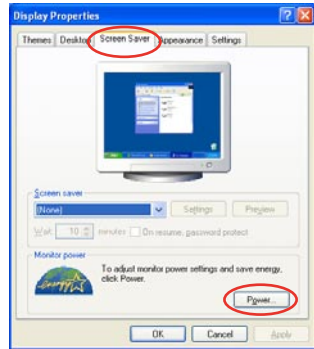 Display Properties
Themes Desktop Screen Saver Appearance Settings
Screen saver
(None) Settings Preview
Wait: 10 minutes On resume, password protect
Monitor power
To adjust monitor power settings and save energy,
click Power.
Power...
OK Cancel Apply